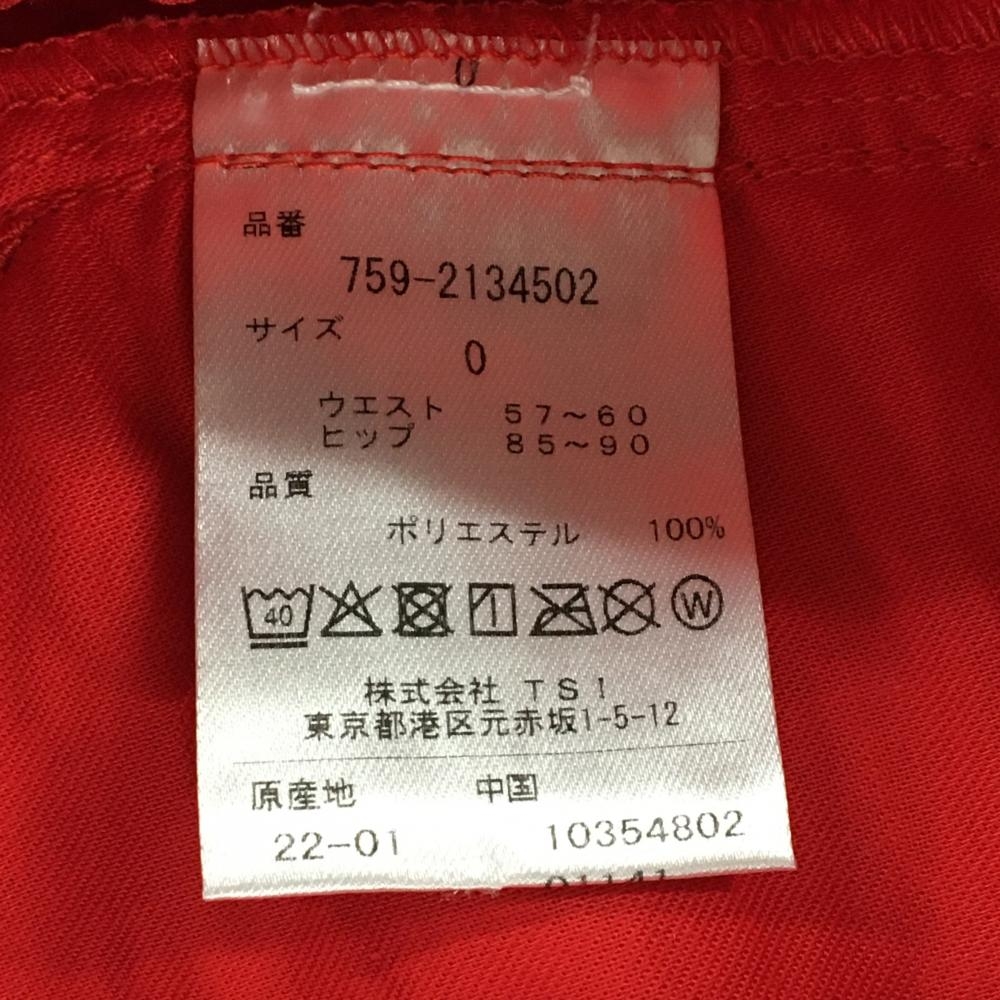 0
品番
759-2134502
サイズ
0
ウエスト 57~60
ヒップ 85~90
品質
ポリエステル 100%
40 W
株式会社 TSI
東京都港区元赤坂1-5-12
原産地 中国
22-01 10354802